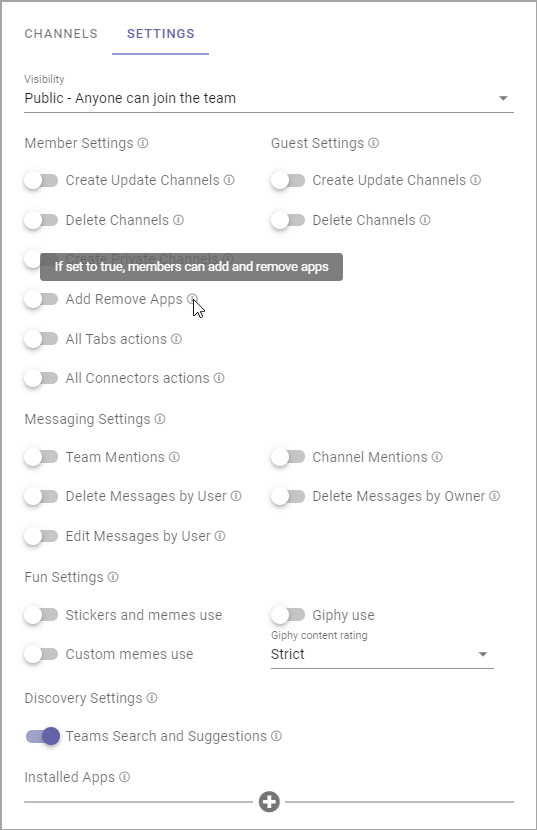 CHANNELS SETTINGS
Visibility
Public - Anyone can join the team
Member Settings Guest Settings
Create Update Channels Create Update Channels
Delete Channels Delete Channels
Create Private Channels
If set to true, members can add and remove apps
Add Remove Apps
All Tabs actions
All Connectors actions
Messaging Settings
Team Mentions Channel Mentions
Delete Messages by User Delete Messages by Owner
Edit Messages by User
Fun Settings
Stickers and memes use Giphy use
Giphy content rating
Custom memes use Strict
Discovery Settings
Teams Search and Suggestions
Installed Apps